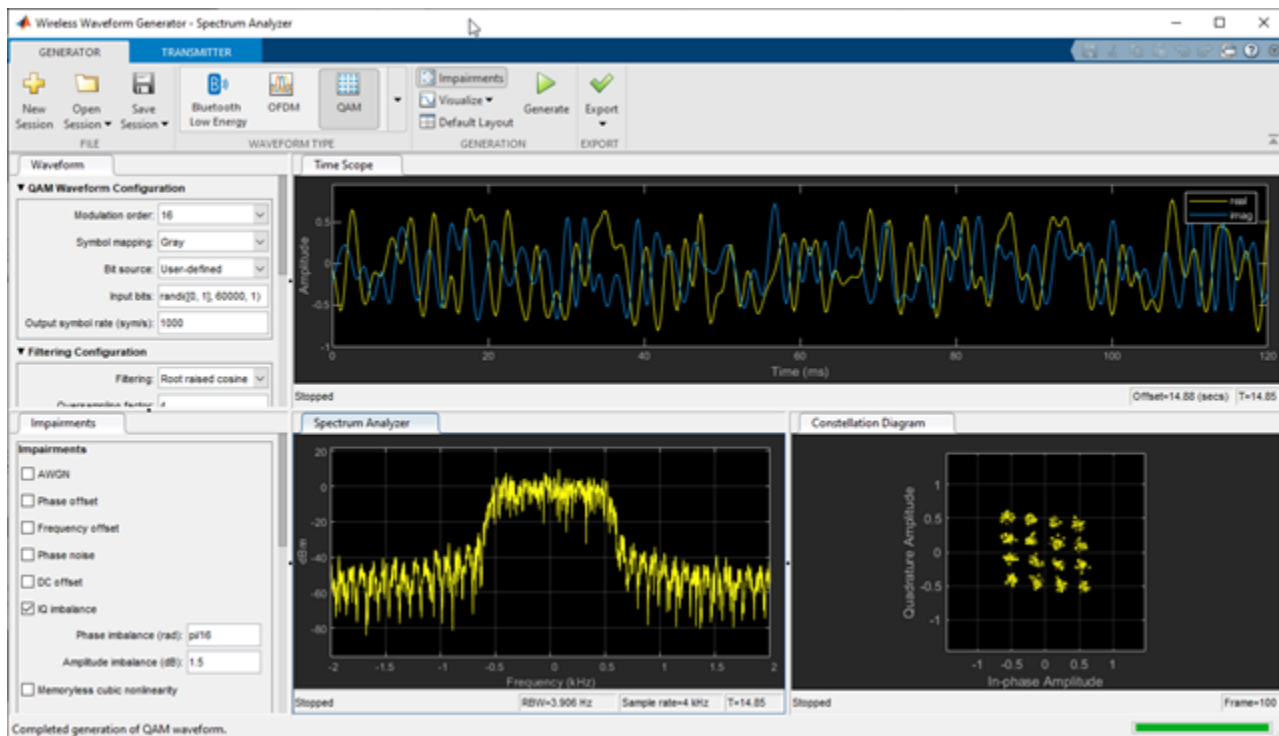 Wireless Waveform Generator - Spectrum Analyzer
GENERATOR TRANSMITTER
New Session
Open Session
Save Session
Bluetooth Low Energy
OFDM
QAM
Impairments
Visualize
Default Layout
Generate
Export
FILE WAVEFORM TYPE GENERATION EXPORT
Waveform
QAM Waveform Configuration
Modulation order: 16
Symbol mapping: Gray
Bit source: User-defined
Input bits: randi([0, 1], 60000, 1)
Output symbol rate (sym/s): 1000
Filtering Configuration
Filtering: Root raised cosine
Oversampling factor: 4
Time Scope
real
imag
Amplitude
0.5
0
-0.5
-1
0 20 40 60 80 100 120
Time (ms)
Stopped Offset=14.88 (secs) T=14.85
Impairments
Impairments
AWGN
Phase offset
Frequency offset
Phase noise
DC offset
IQ imbalance
Phase imbalance (rad): pi/16
Amplitude imbalance (dB): 1.5
Memoryless cubic nonlinearity
Spectrum Analyzer
dBm
20
0
-20
-40
-60
-80
-2 -1.5 -1 -0.5 0 0.5 1 1.5 2
Frequency (kHz)
Stopped RBW=3.906 Hz Sample rate=4 kHz T=14.85
Constellation Diagram
Quadrature Amplitude
1
0.5
0
-0.5
-1
-1 -0.5 0 0.5 1
In-phase Amplitude
Stopped Frame=100
Completed generation of QAM waveform.